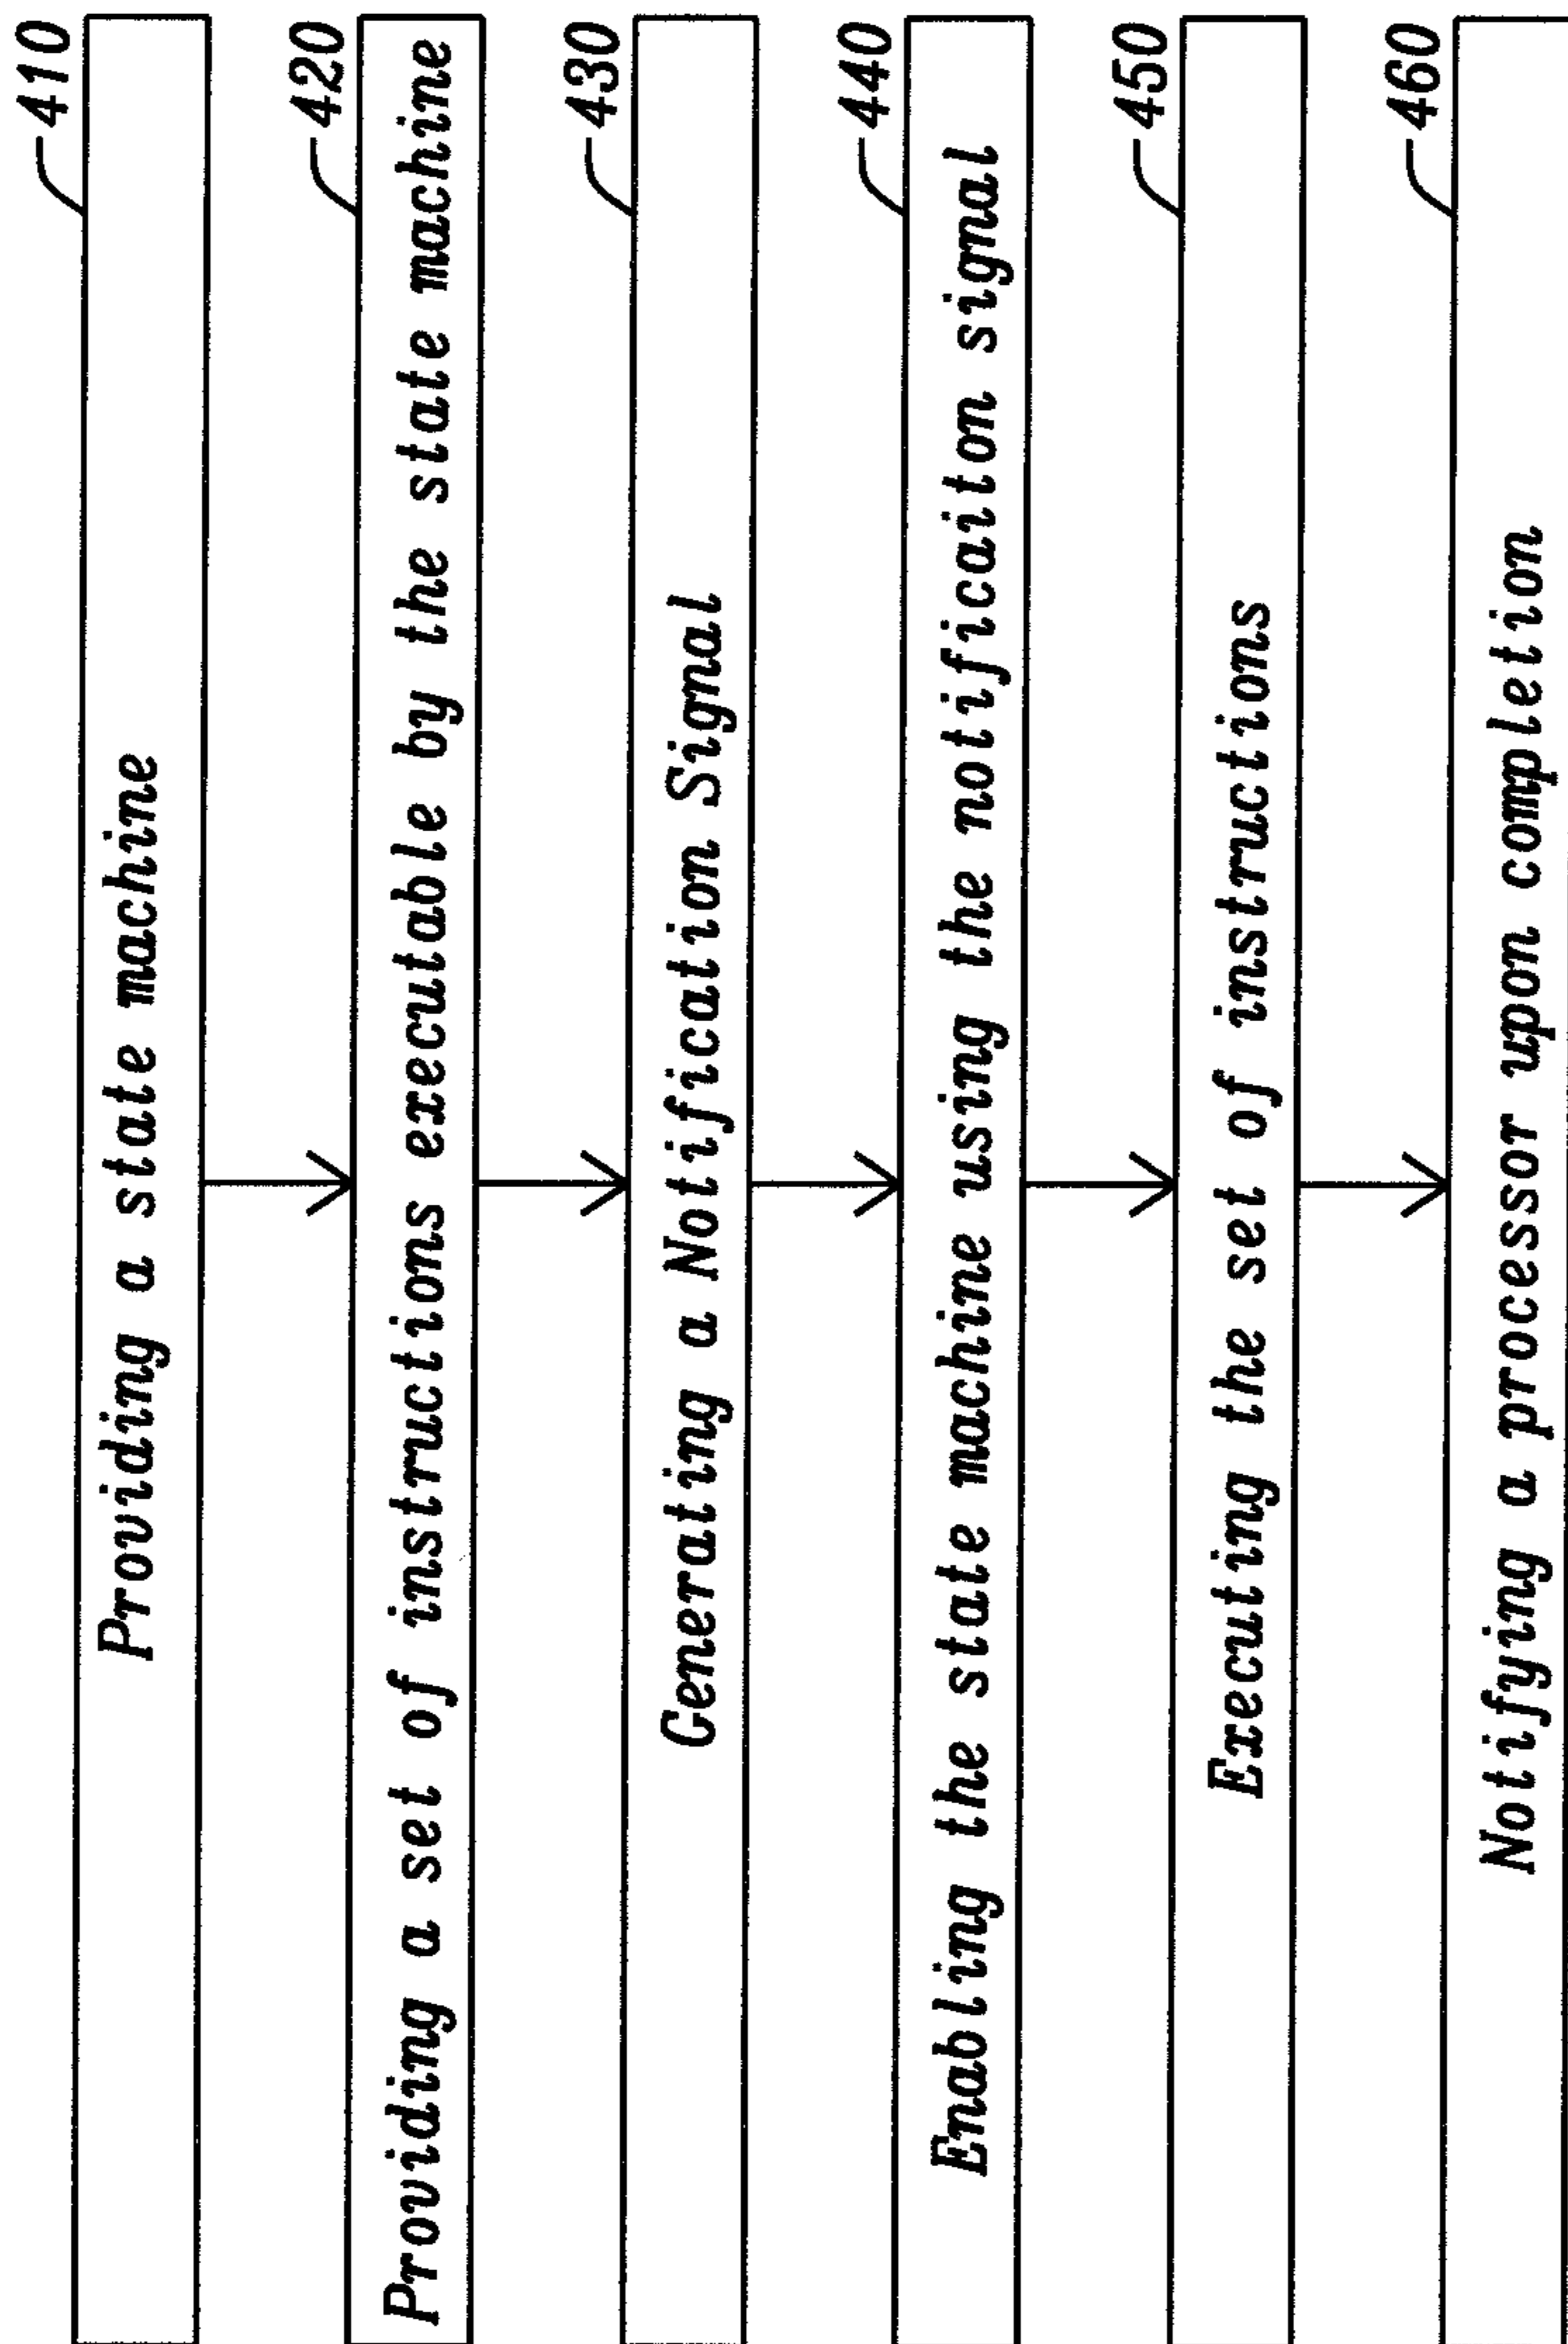 410
Providing a state machine
420
Providing a set of instructions executable by the state machine
430
Generating a Notification Signal
440
Enabling the state machine using the notificaiton signal
450
Executing the set of instructions
460
Notifying a processor upon completion